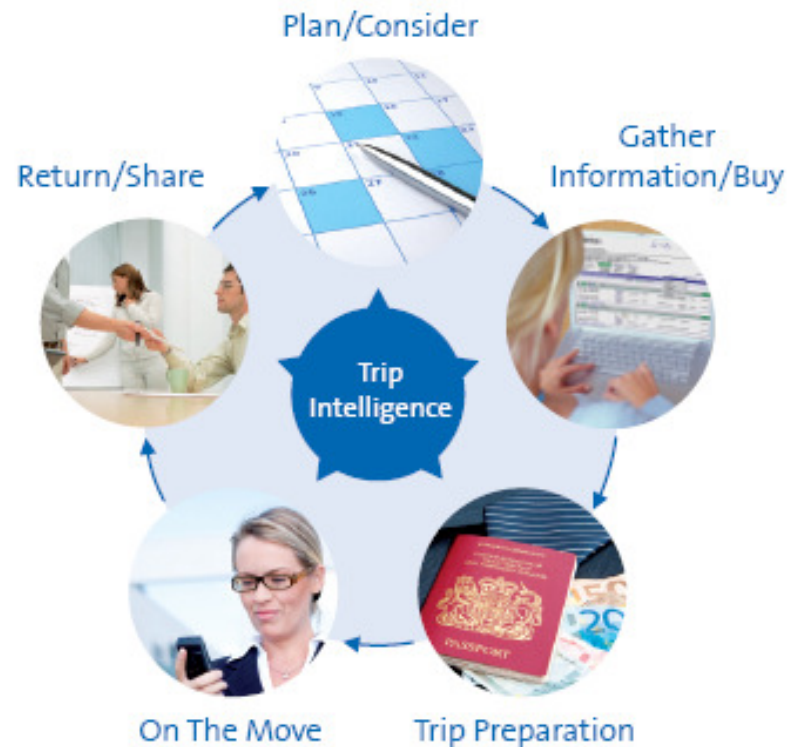 Plan/Consider
Gather
Information/Buy
Return/Share
Trip
Intelligence
PASSPORT
On The Move
Trip Preparation